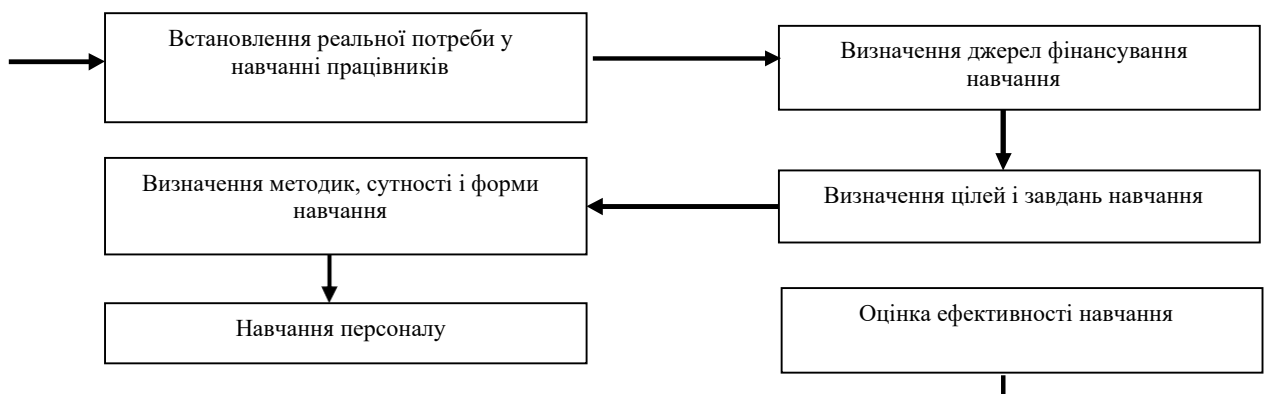 Встановлення реальної потреби у
навчанні працівників
Визначення джерел фінансування
навчання
Визначення методик, сутності і форми
навчання
Визначення цілей і завдань навчання
Навчання персоналу
Оцінка ефективності навчання